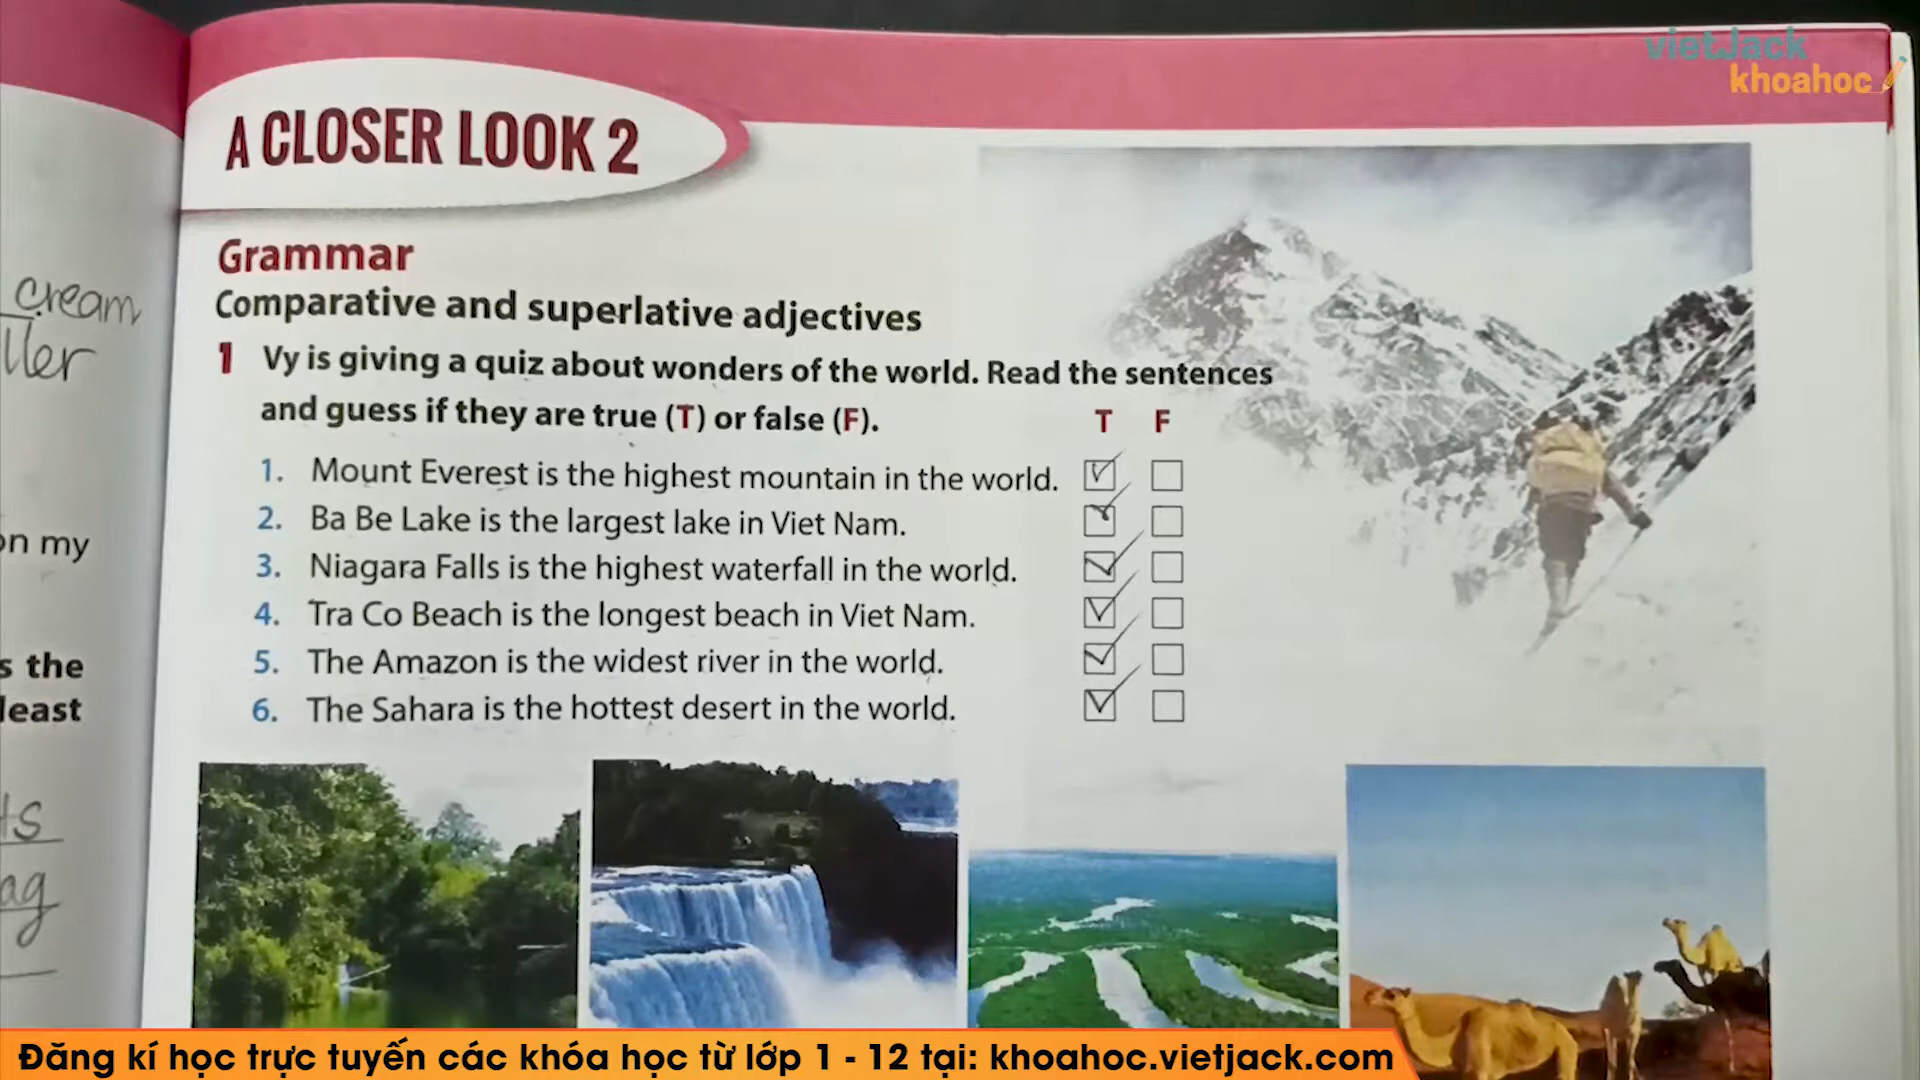 vietJack
khoahoc
A CLOSER LOOK 2
Grammar
Comparative and superlative adjectives
1 Vy is giving a quiz about wonders of the world. Read the sentences
and guess if they are true (T) or false (F).
T F
1. Mount Everest is the highest mountain in the world.
2. Ba Be Lake is the largest lake in Viet Nam.
3. Niagara Falls is the highest waterfall in the world.
4. Tra Co Beach is the longest beach in Viet Nam.
5. The Amazon is the widest river in the world.
6. The Sahara is the hottest desert in the world.
cream
ller
on my
s the
least
ts
ag
Đăng kí học trực tuyến các khóa học từ lớp 1 - 12 tại: khoahoc.vietjack.com